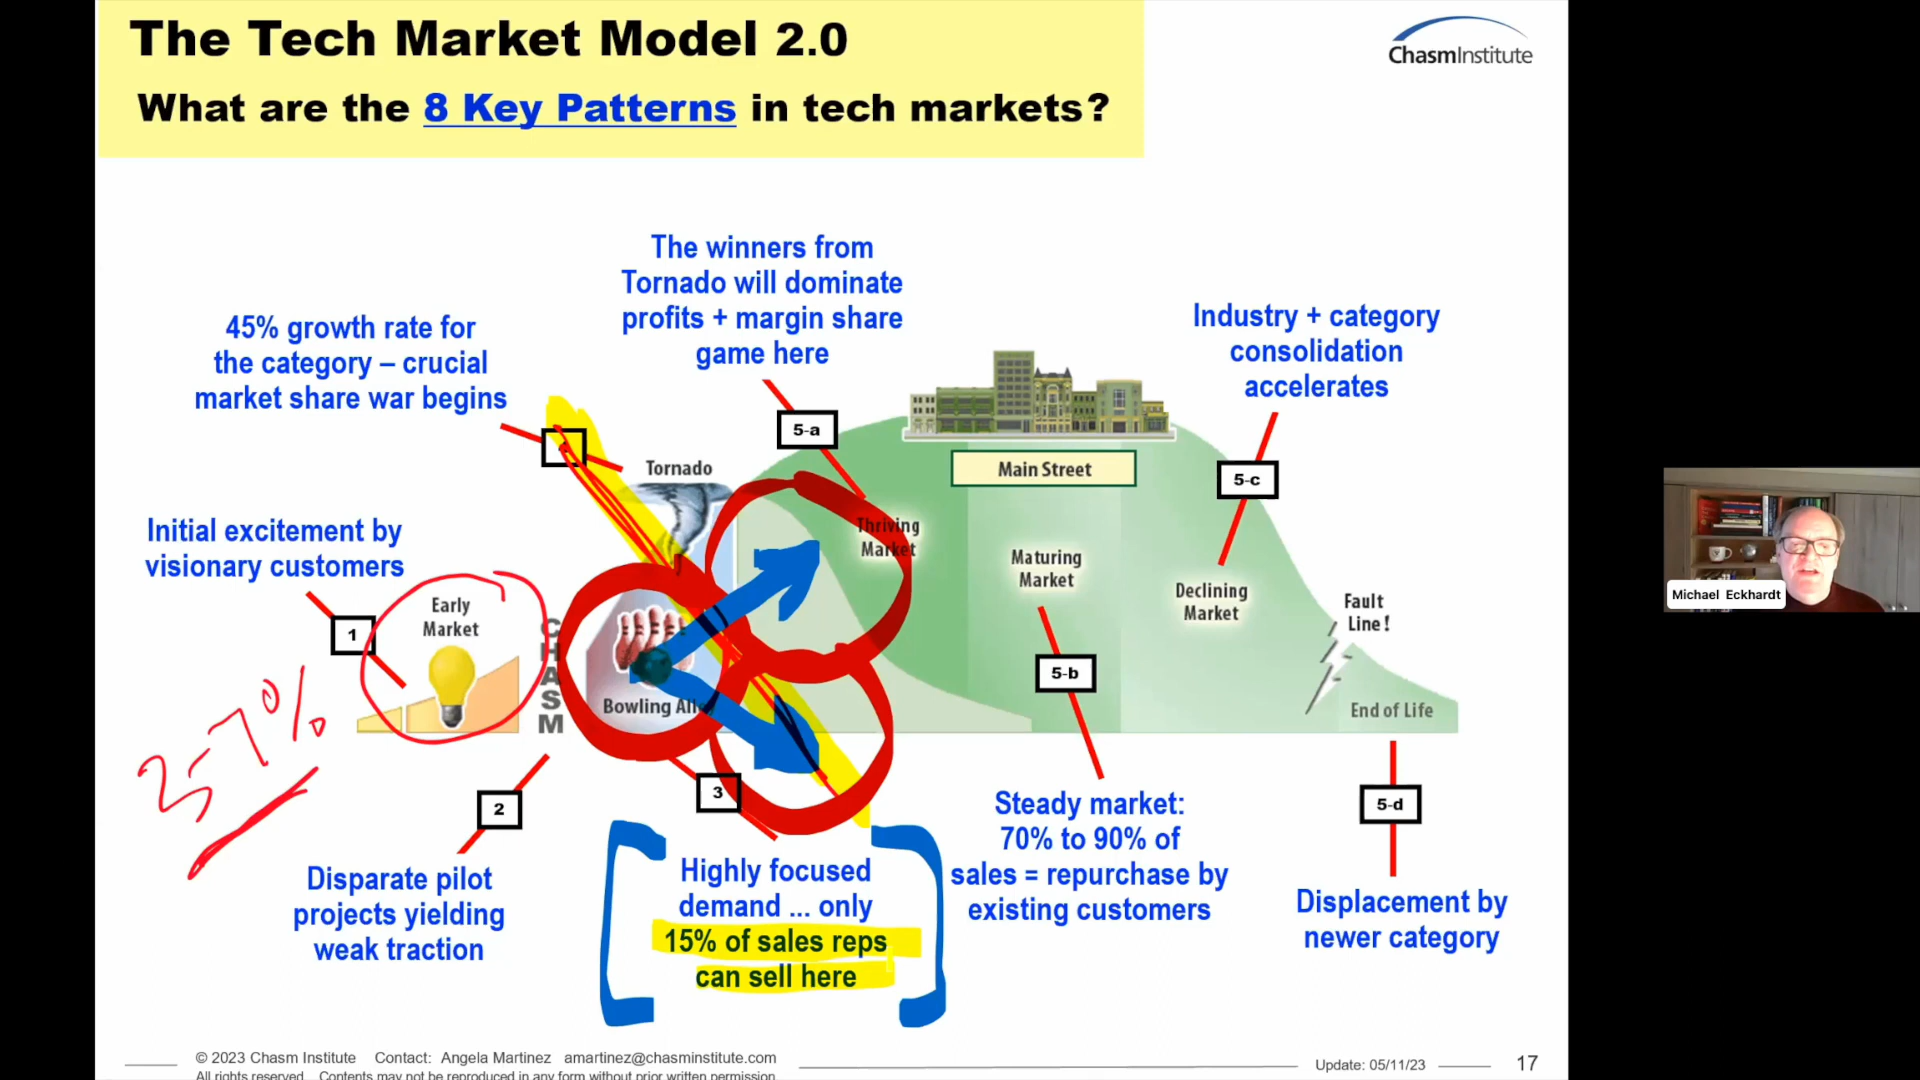 The Tech Market Model 2.0
What are the 8 Key Patterns in tech markets?
ChasmInstitute
The winners from
Tornado will dominate
profits + margin share
game here
45% growth rate for
the category – crucial
market share war begins
Industry + category
consolidation
accelerates
5-a
Tornado
Main Street
5-c
Initial excitement by
visionary customers
Thriving
Market
Maturing
Market
Declining
Market
Fault
Line!
Early
Market
1
CHASM
5-b
Bowling
End of Life
3-7%
2
3
5-d
Disparate pilot
projects yielding
weak traction
Highly focused
demand ... only
15% of sales reps
can sell here
Steady market:
70% to 90% of
sales = repurchase by
existing customers
Displacement by
newer category
© 2023 Chasm Institute Contact: Angela Martinez amartinez@chasminstitute.com
All rights reserved. Contents may not be reproduced in any form without prior written permission
Update: 05/11/23
17
Michael Eckhardt